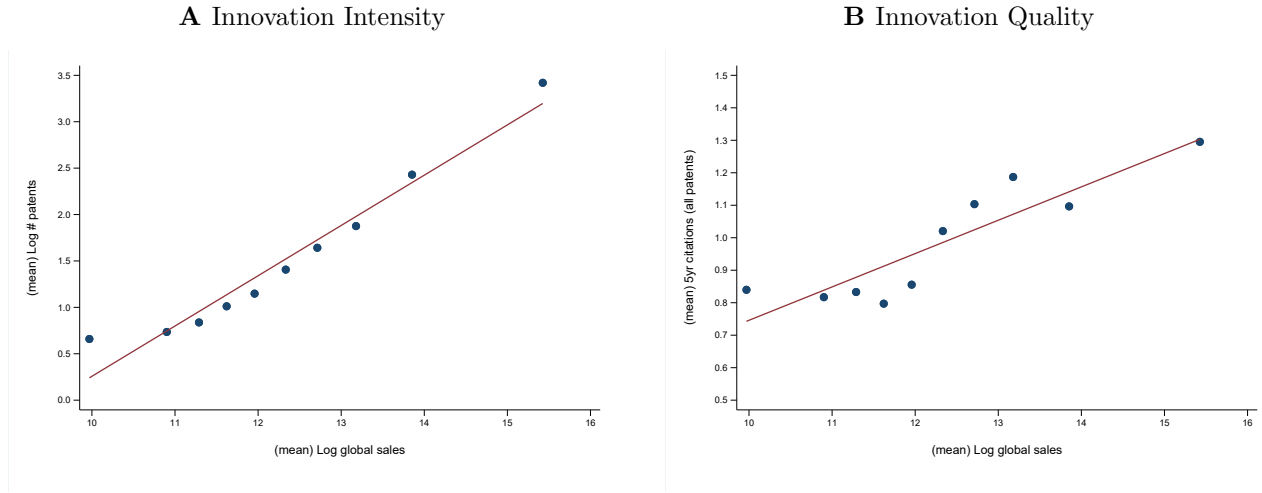 A Innovation Intensity
(mean) Log # patents
3.5
3.0
2.5
2.0
1.5
1.0
0.5
0.0
10 11 12 13 14 15 16
(mean) Log global sales
B Innovation Quality
(mean) 5yr citations (all patents)
1.5
1.4
1.3
1.2
1.1
1.0
0.9
0.8
0.7
0.6
0.5
10 11 12 13 14 15 16
(mean) Log global sales